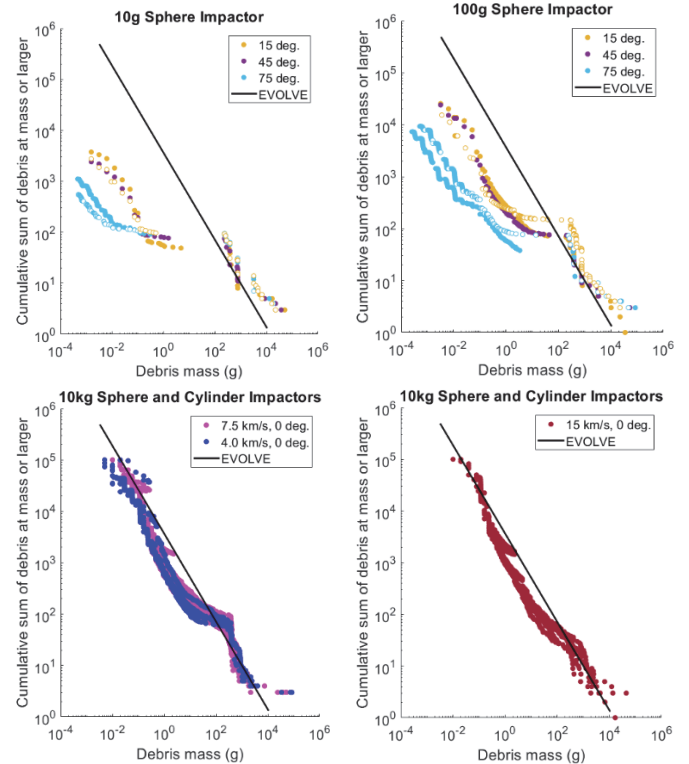 10g Sphere Impactor
10^6
10^5
10^4
10^3
10^2
10^1
10^0
Cumulative sum of debris at mass or larger
15 deg.
45 deg.
75 deg.
EVOLVE
10^-4 10^-2 10^0 10^2 10^4 10^6
Debris mass (g)
100g Sphere Impactor
10^6
10^5
10^4
10^3
10^2
10^1
10^0
Cumulative sum of debris at mass or larger
15 deg.
45 deg.
75 deg.
EVOLVE
10^-4 10^-2 10^0 10^2 10^4 10^6
Debris mass (g)
10kg Sphere and Cylinder Impactors
10^6
10^5
10^4
10^3
10^2
10^1
10^0
Cumulative sum of debris at mass or larger
7.5 km/s, 0 deg.
4.0 km/s, 0 deg.
EVOLVE
10^-4 10^-2 10^0 10^2 10^4 10^6
Debris mass (g)
10kg Sphere and Cylinder Impactors
10^6
10^5
10^4
10^3
10^2
10^1
10^0
Cumulative sum of debris at mass or larger
15 km/s, 0 deg.
EVOLVE
10^-4 10^-2 10^0 10^2 10^4 10^6
Debris mass (g)